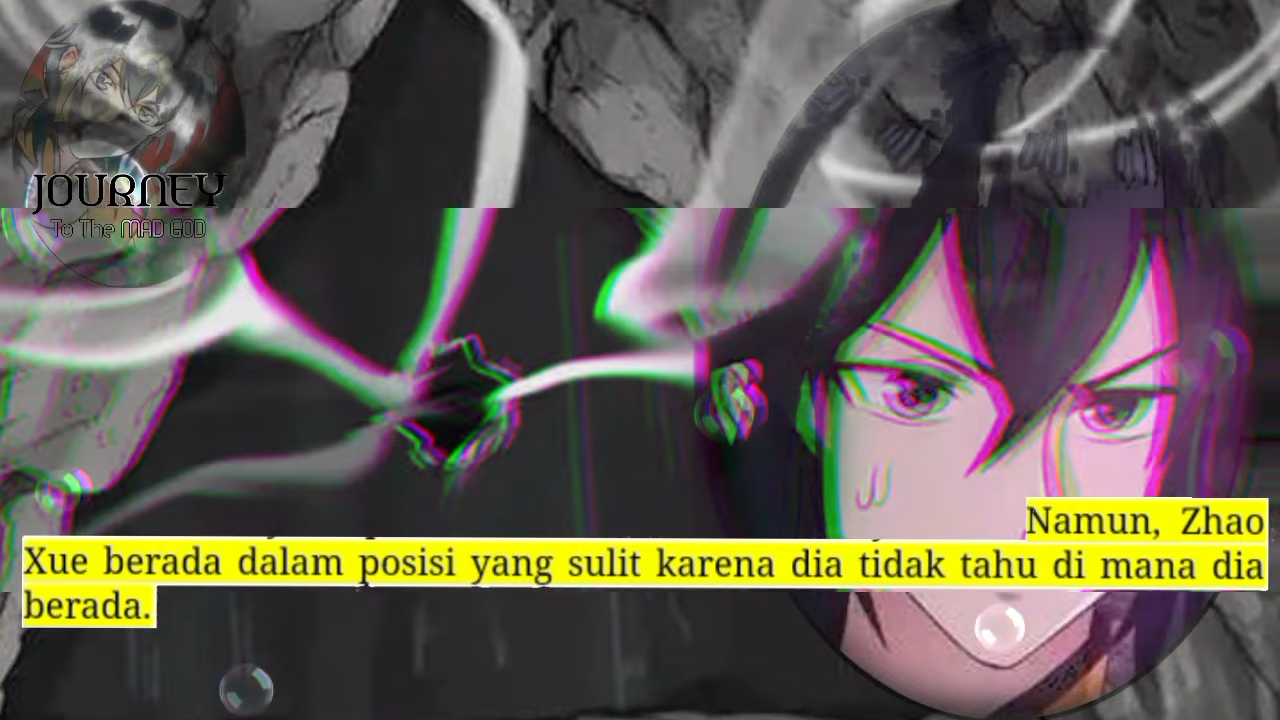 JOURNEY
To The MAD GOD
Namun, Zhao
Xue berada dalam posisi yang sulit karena dia tidak tahu di mana dia
berada.